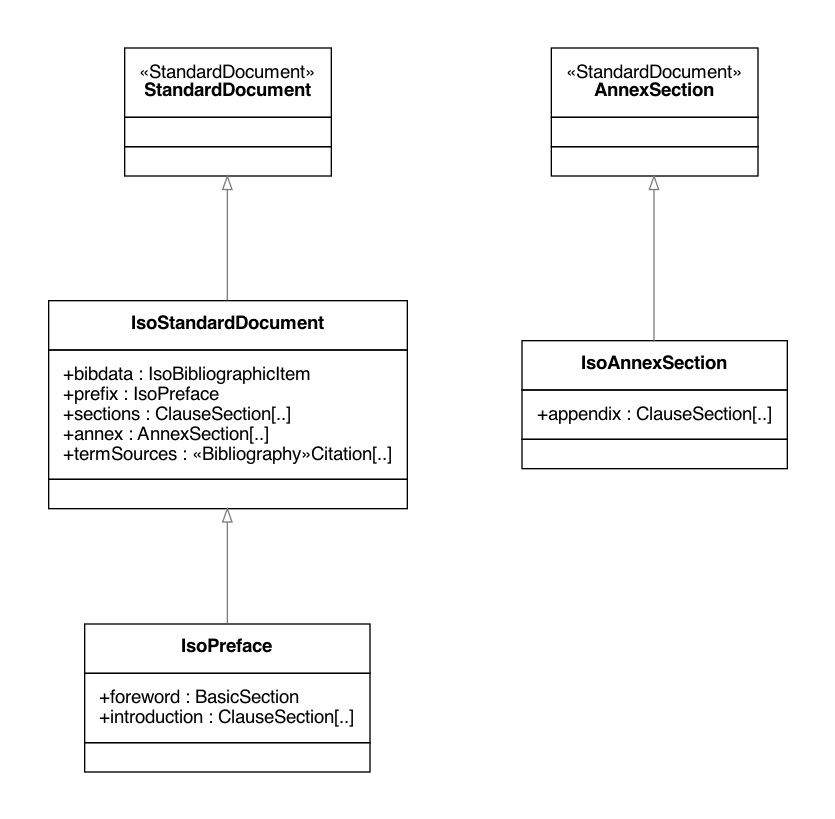 «StandardDocument»
StandardDocument
«StandardDocument»
AnnexSection
IsoStandardDocument
+bibdata : IsoBibliographicItem
+prefix : IsoPreface
+sections : ClauseSection[..]
+annex : AnnexSection[..]
+termSources : «Bibliography»Citation[..]
IsoAnnexSection
+appendix : ClauseSection[..]
IsoPreface
+foreword : BasicSection
+introduction : ClauseSection[..]